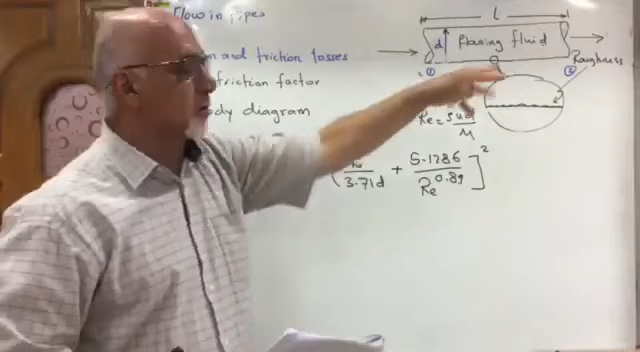 Flow in pipes
and friction losses
friction factor
dy diagram
L
d
flowing fluid
①
②
Roughness
Re = ρud/μ
3.71d + 5.1286/Re^0.89 ]²